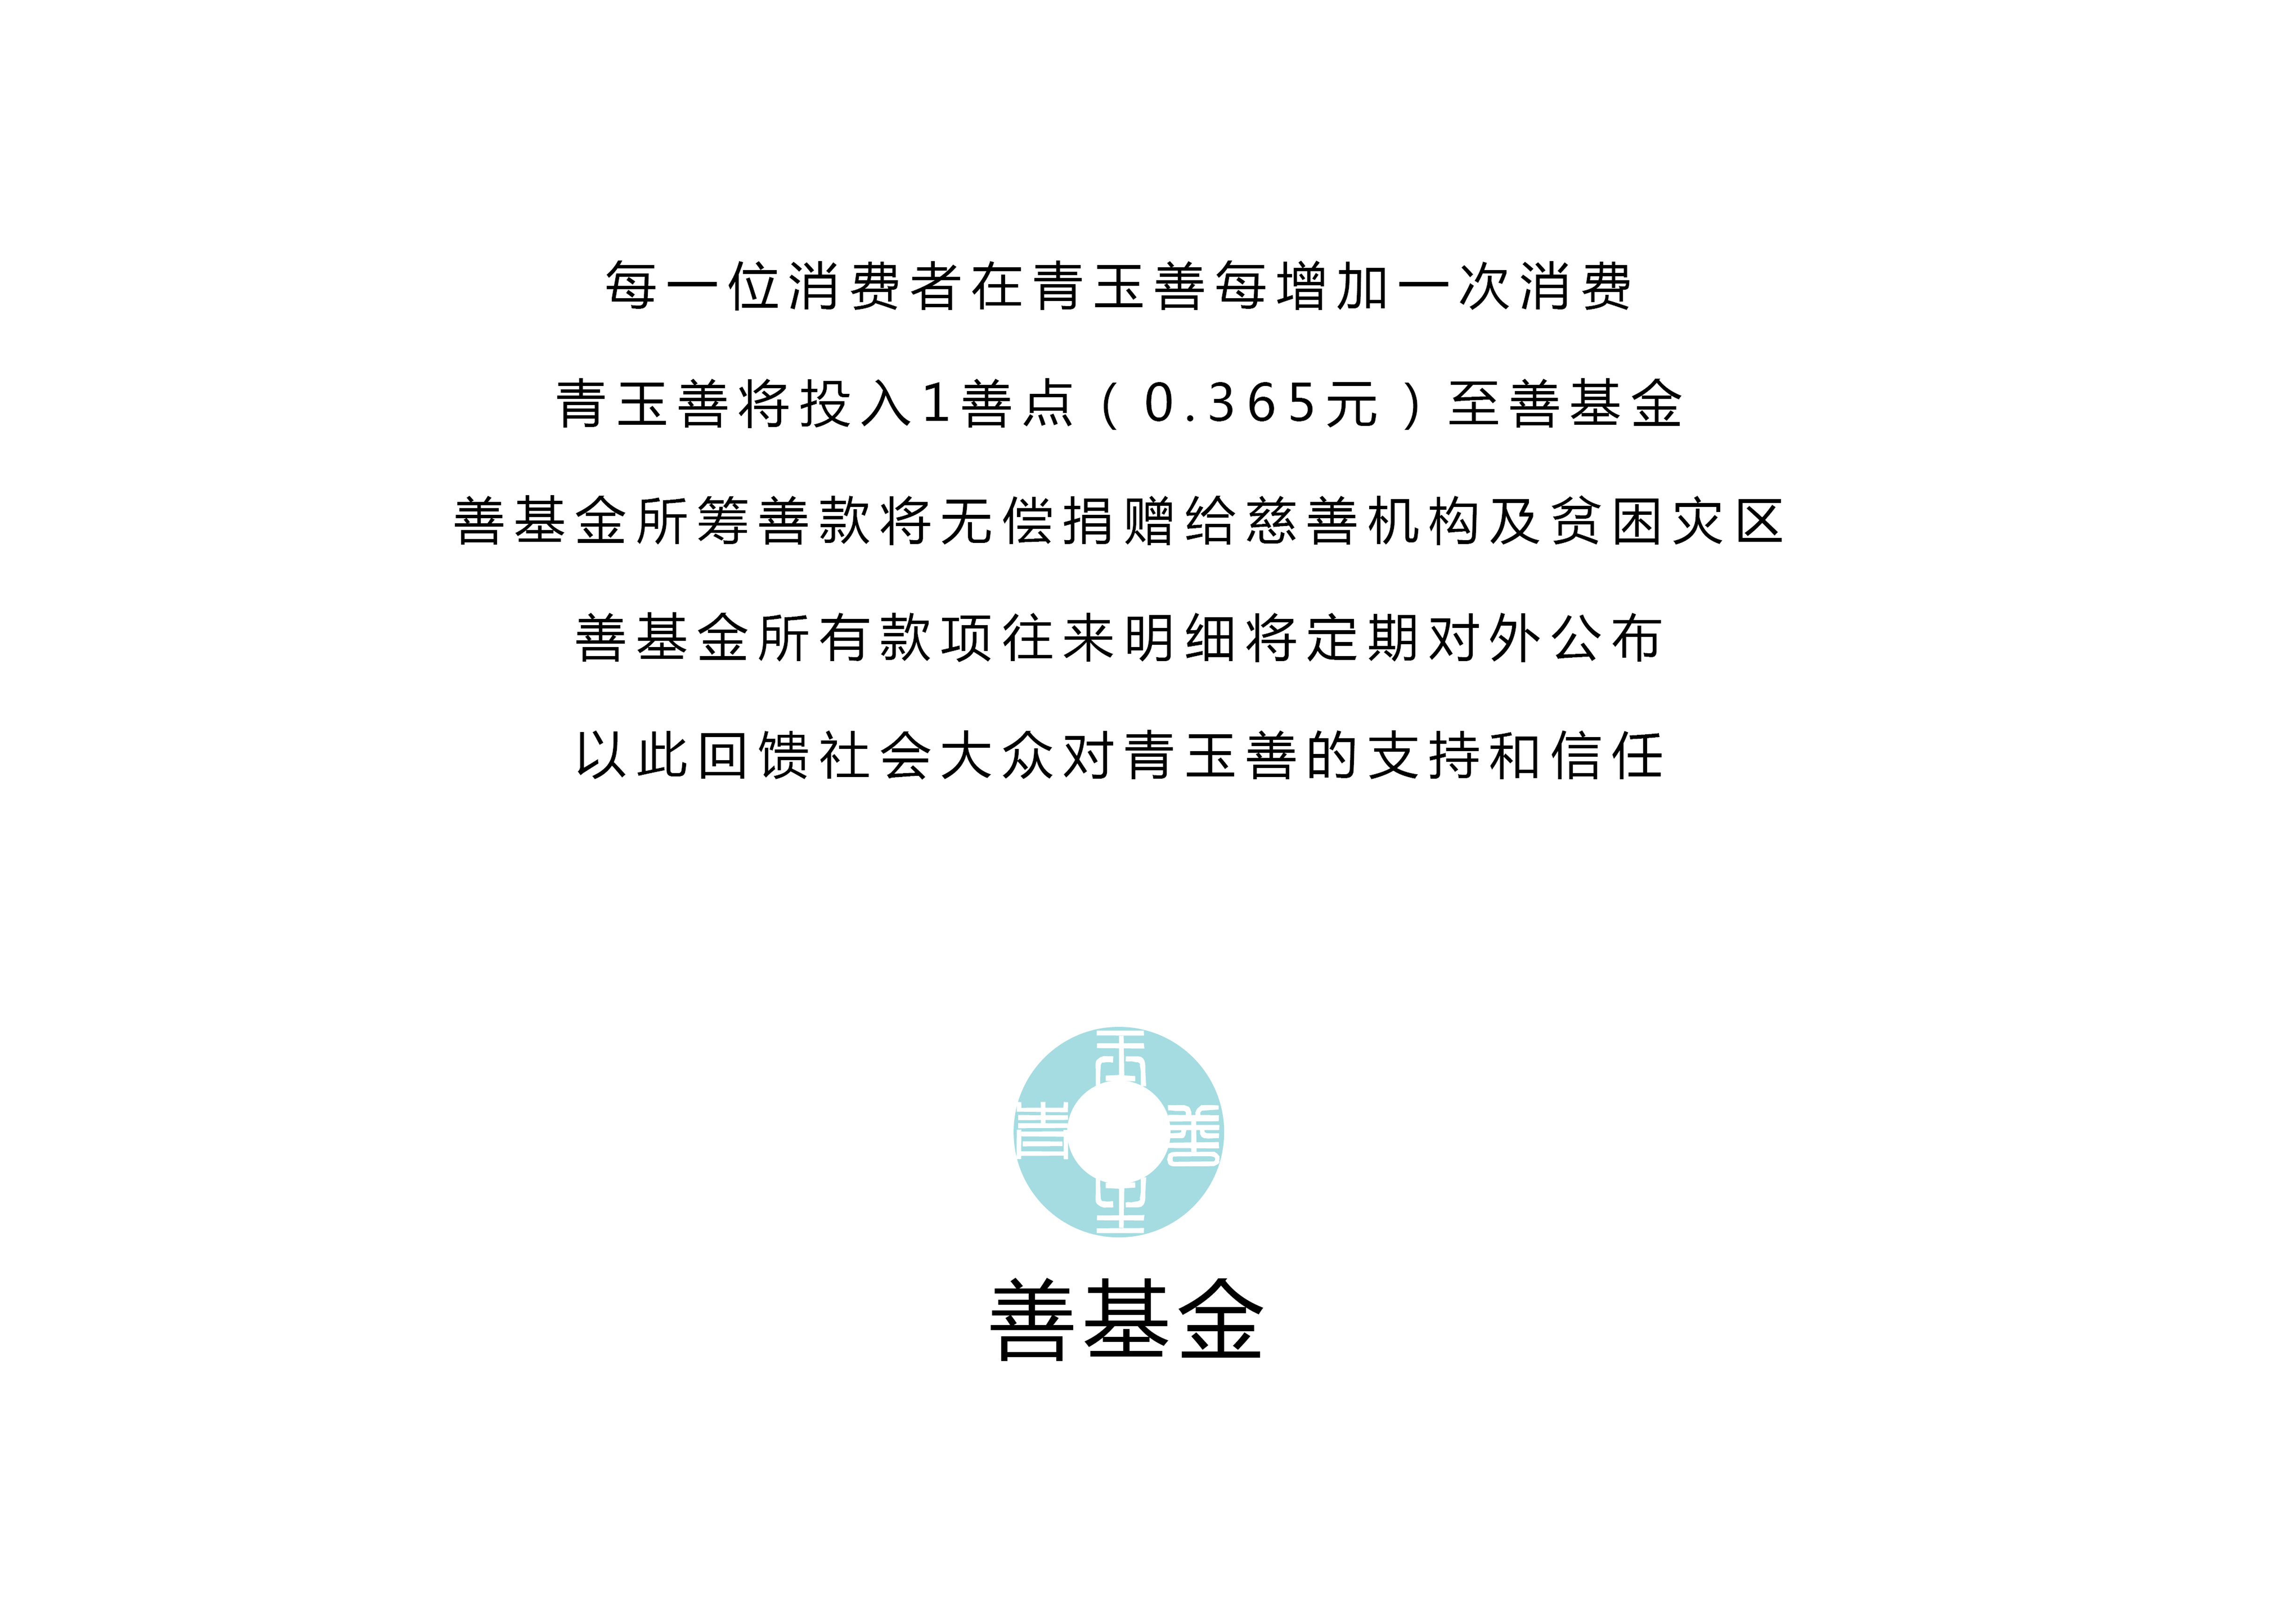 每一位消费者在青玉善每增加一次消费
青玉善将投入1善点（0.365元）至善基金
善基金所筹善款将无偿捐赠给慈善机构及贫困灾区
善基金所有款项往来明细将定期对外公布
以此回馈社会大众对青玉善的支持和信任
玉
青
善
玉
善基金